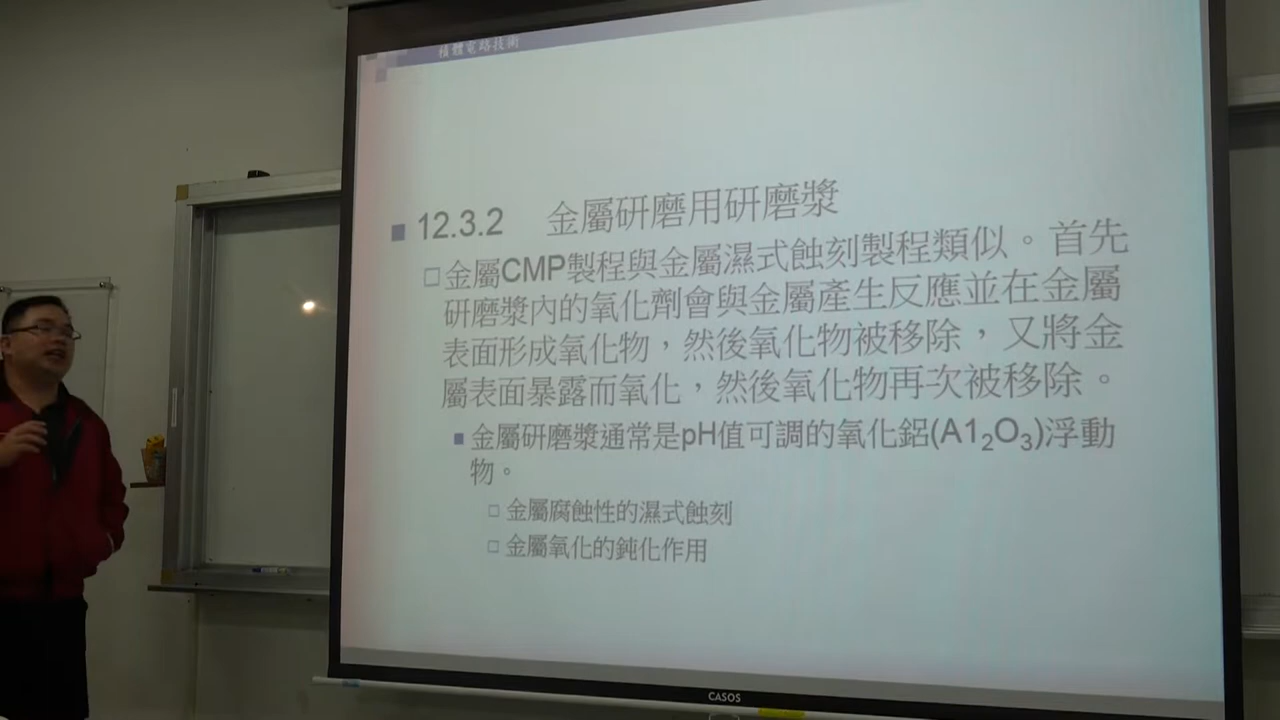 積體電路技術
12.3.2 金屬研磨用研磨漿
金屬CMP製程與金屬濕式蝕刻製程類似。首先
研磨漿內的氧化劑會與金屬產生反應並在金屬
表面形成氧化物，然後氧化物被移除，又將金
屬表面暴露而氧化，然後氧化物再次被移除。
金屬研磨漿通常是pH值可調的氧化鋁(A1₂O₃)浮動
物。
金屬腐蝕性的濕式蝕刻
金屬氧化的鈍化作用
CASOS